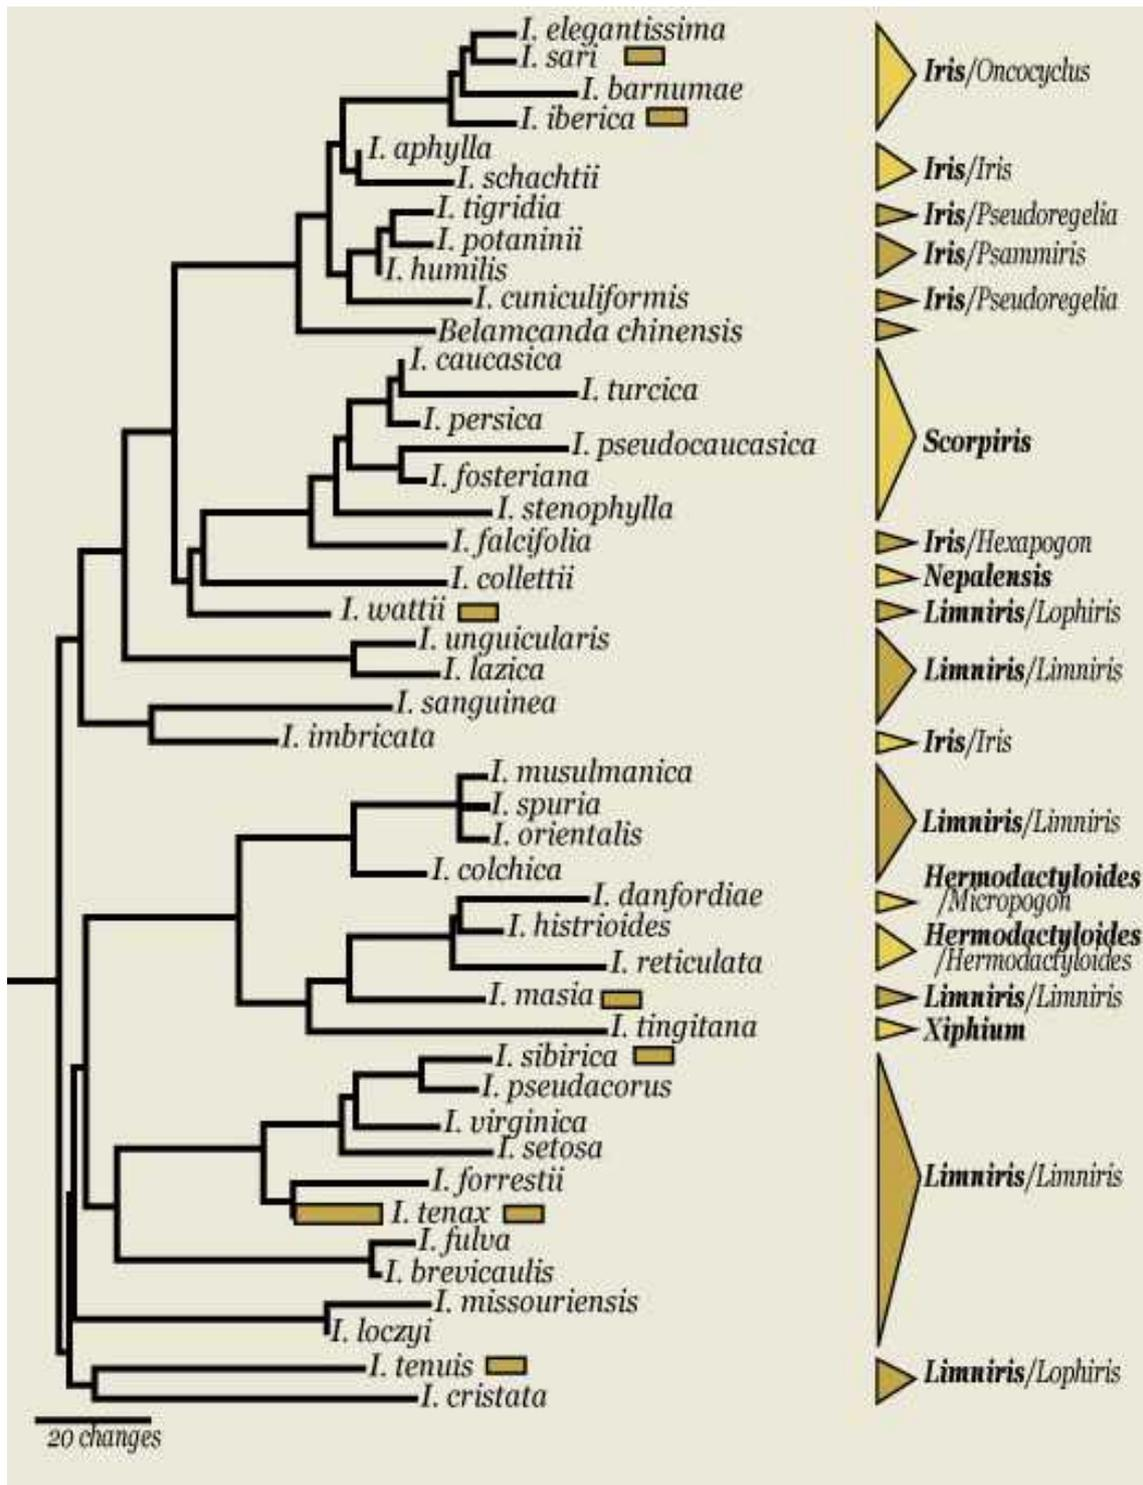 I. elegantissima
I. sari
Iris/Oncocyclus
I. barnumae
I. iberica
I. aphylla
I. schachtii
Iris/Iris
I. tigridia
Iris/Pseudoregelia
I. potaninii
Iris/Psammiris
I. humilis
I. cuniculiformis
Iris/Pseudoregelia
Belamcanda chinensis
I. caucasica
I. turcica
I. persica
I. pseudocaucasica
Scorpiris
I. fosteriana
I. stenophylla
I. falcifolia
Iris/Hexapogon
I. collettii
Nepalensis
I. wattii
Limniris/Lophiris
I. unguicularis
I. lazica
Limniris/Limniris
I. sanguinea
I. imbricata
Iris/Iris
I. musulmanica
I. spuria
Limniris/Limniris
I. orientalis
I. colchica
Hermodactyloides
/Micropogon
I. danfordiae
I. histrioides
Hermodactyloides
/Hermodactyloides
I. reticulata
I. masia
Limniris/Limniris
I. tingitana
Xiphium
I. sibirica
I. pseudacorus
I. virginica
I. setosa
I. forrestii
Limniris/Limniris
I. tenax
I. fulva
I. brevicaulis
I. missouriensis
I. loczyi
I. tenuis
Limniris/Lophiris
I. cristata
20 changes